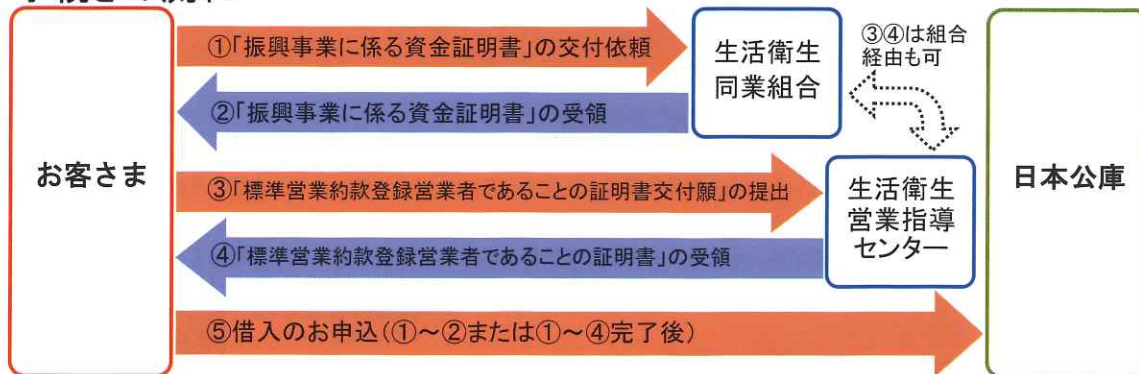 ①「振興事業に係る資金証明書」の交付依頼
②「振興事業に係る資金証明書」の受領
生活衛生
同業組合
③④は組合
経由も可
お客さま
③「標準営業約款登録営業者であることの証明書交付願」の提出
④「標準営業約款登録営業者であることの証明書」の受領
生活衛生
営業指導
センター
日本公庫
⑤借入のお申込(①～②または①～④完了後)